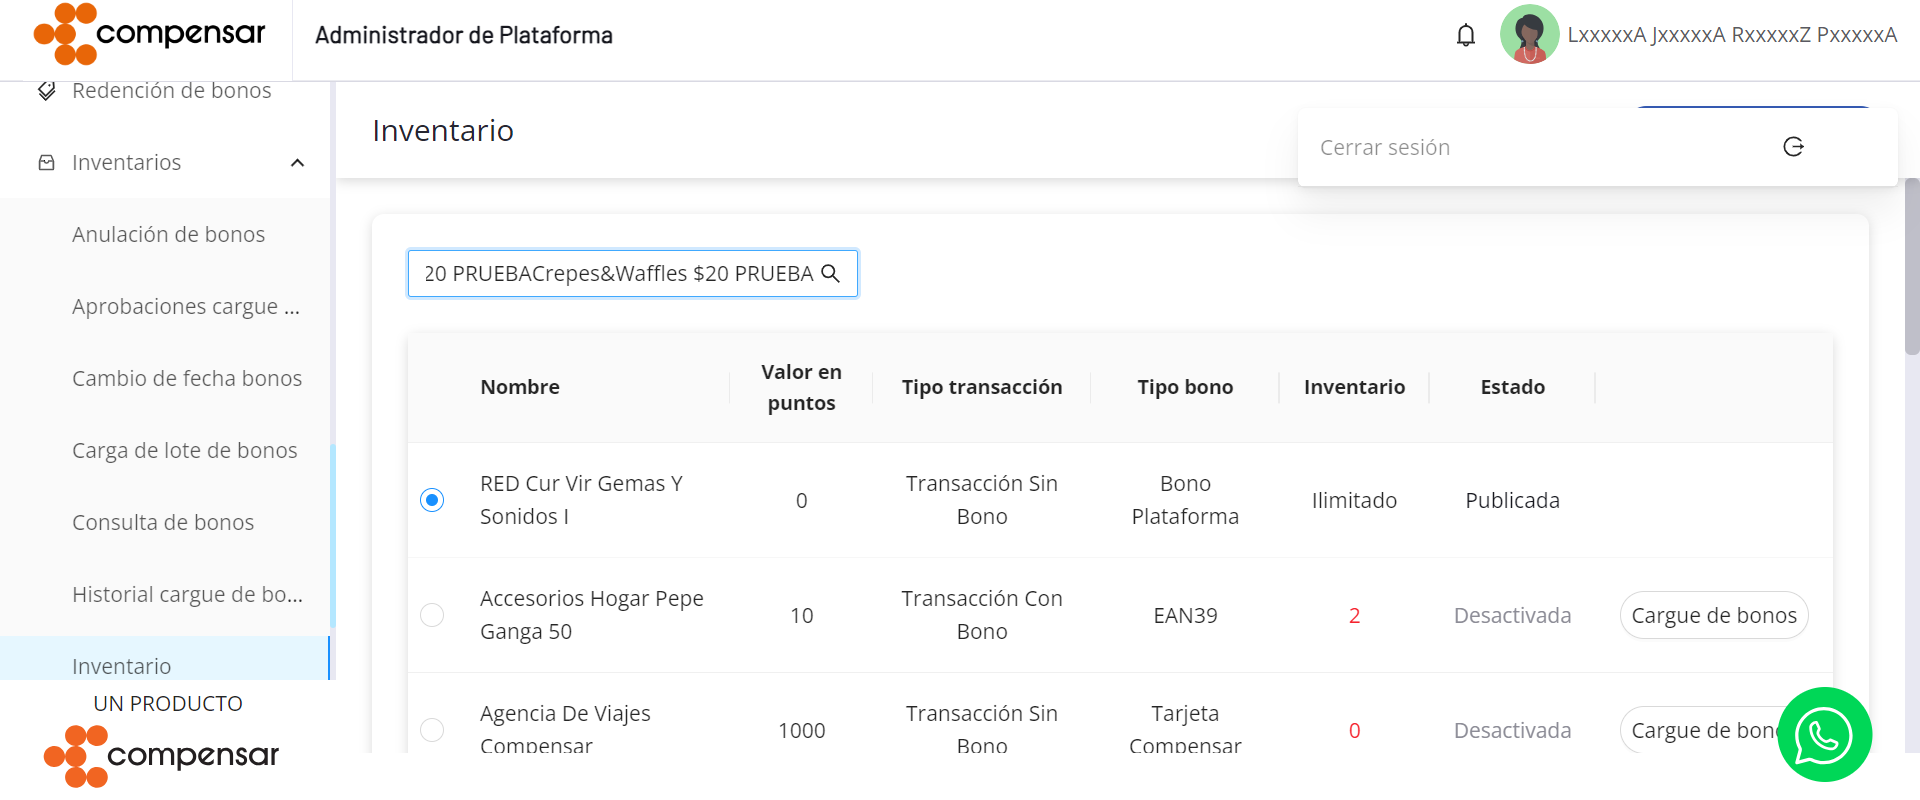 compensar
Administrador de Plataforma
LxxxxxA JxxxxxA RxxxxxZ PxxxxxA
Redención de bonos
Inventarios
Anulación de bonos
Aprobaciones cargue ...
Cambio de fecha bonos
Carga de lote de bonos
Consulta de bonos
Historial cargue de bo...
Inventario
UN PRODUCTO
compensar
Inventario
Cerrar sesión
20 PRUEBACrepes&Waffles $20 PRUEBA
Nombre
Valor en
puntos
Tipo transacción
Tipo bono
Inventario
Estado
RED Cur Vir Gemas Y
Sonidos I
0
Transacción Sin
Bono
Bono
Plataforma
Ilimitado
Publicada
Accesorios Hogar Pepe
Ganga 50
10
Transacción Con
Bono
EAN39
2
Desactivada
Cargue de bonos
Agencia De Viajes
Compensar
1000
Transacción Sin
Bono
Tarjeta
Compensar
0
Desactivada
Cargue de bon